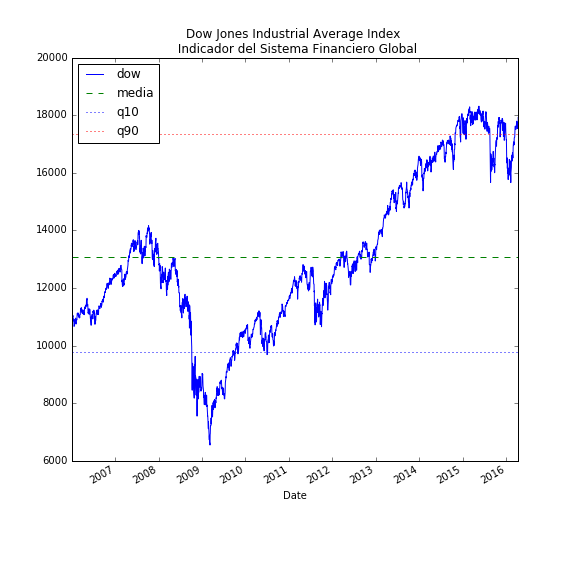 Dow Jones Industrial Average Index
Indicador del Sistema Financiero Global
20000
18000
16000
14000
12000
10000
8000
6000
dow
media
q10
q90
2007
2008
2009
2010
2011
2012
2013
2014
2015
2016
Date